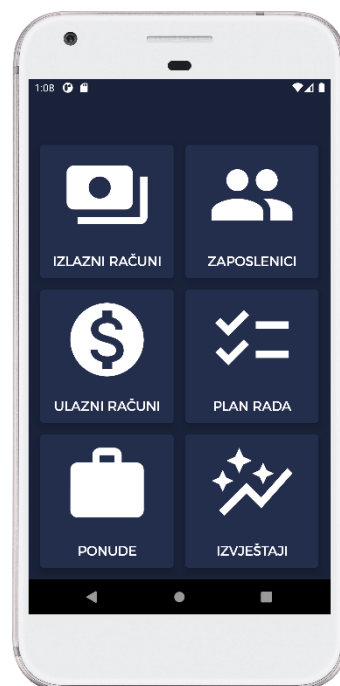 1:08
IZLAZNI RAČUNI
ZAPOSLENICI
ULAZNI RAČUNI
PLAN RADA
PONUDE
IZVJEŠTAJI